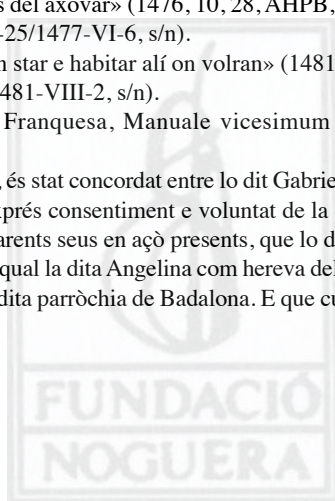 s del axovar» (1476, 10, 28, AHPB,
-25/1477-VI-6, s/n).
n star e habitar alí on volran» (1481
481-VIII-2, s/n).
Franquesa, Manuale vicesimum
, és stat concordat entre lo dit Gabrie
xprés consentiment e voluntat de la
arents seus en açò presents, que lo d
qual la dita Angelina com hereva del
dita parròchia de Badalona. E que cu
FUNDACIÓ
NOGUERA